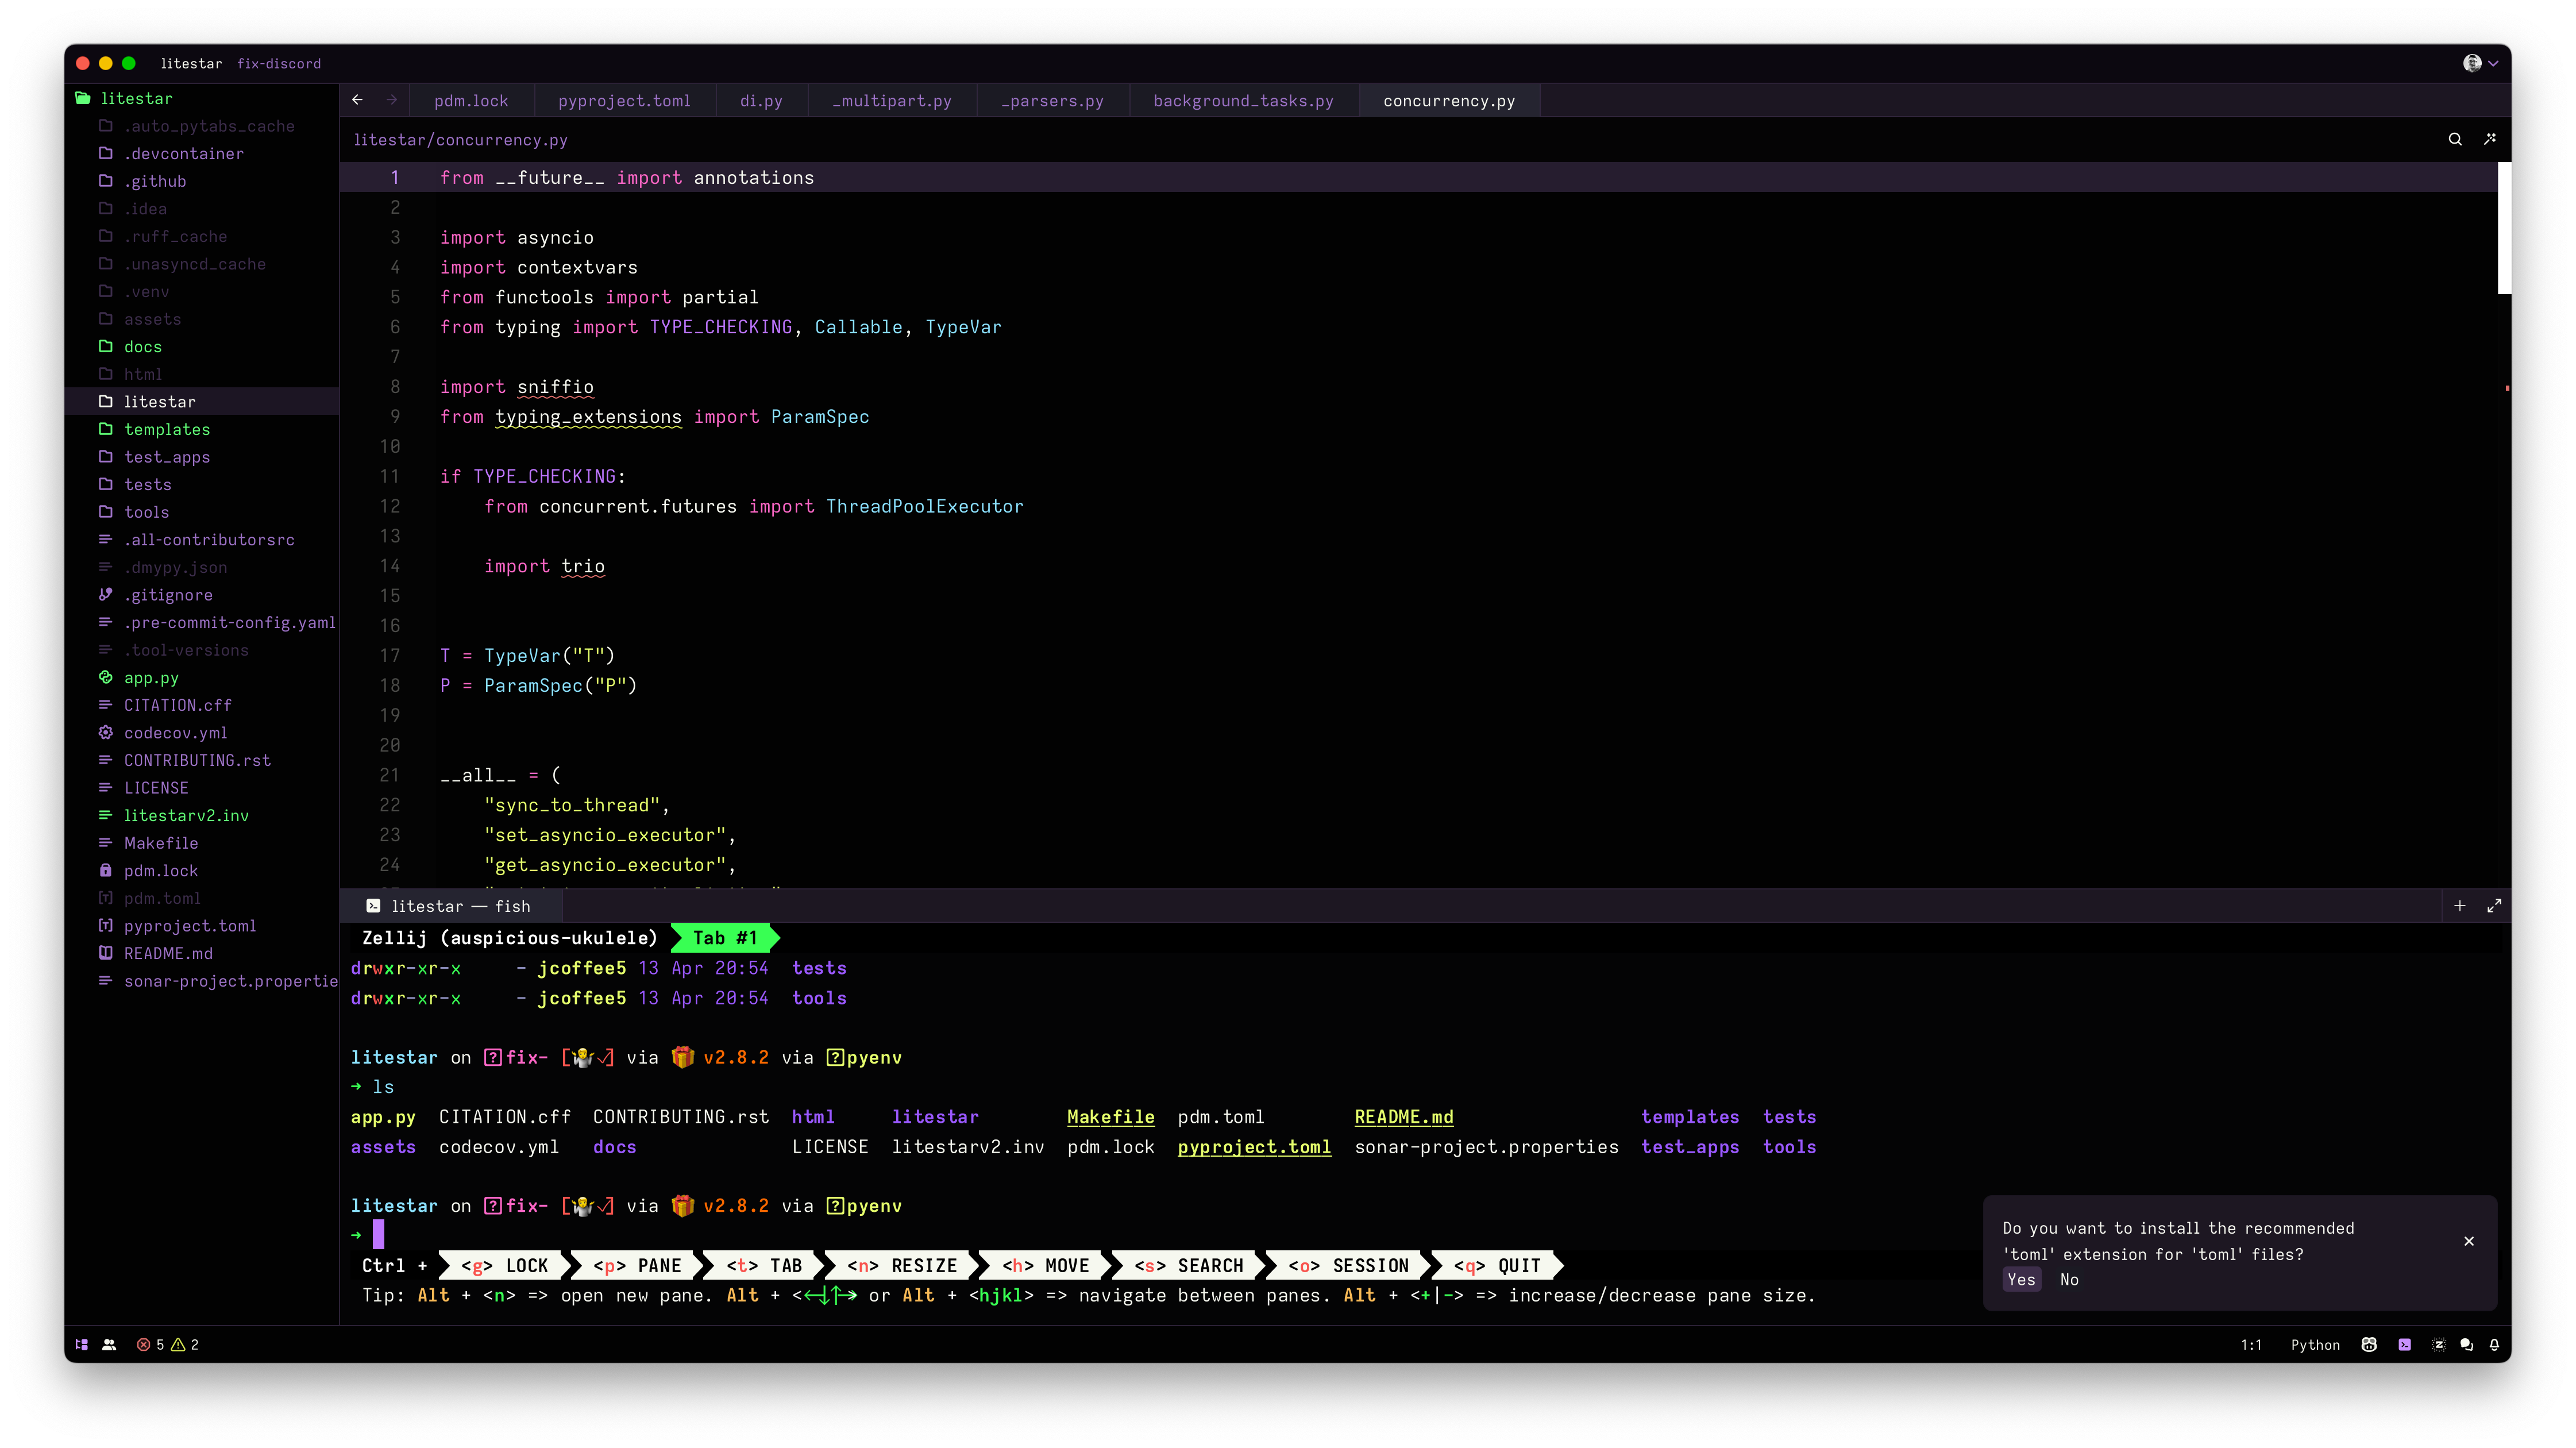 litestar fix-discord
litestar
.auto_pytabs_cache
.devcontainer
.github
.idea
.ruff_cache
.unasyncd_cache
.venv
assets
docs
html
litestar
templates
test_apps
tests
tools
.all-contributorsrc
.dmypy.json
.gitignore
.pre-commit-config.yaml
.tool-versions
app.py
CITATION.cff
codecov.yml
CONTRIBUTING.rst
LICENSE
litestarv2.inv
Makefile
pdm.lock
pdm.toml
pyproject.toml
README.md
sonar-project.propertie
pdm.lock pyproject.toml di.py _multipart.py _parsers.py background_tasks.py concurrency.py
litestar/concurrency.py
1 from __future__ import annotations
2
3 import asyncio
4 import contextvars
5 from functools import partial
6 from typing import TYPE_CHECKING, Callable, TypeVar
7
8 import sniffio
9 from typing_extensions import ParamSpec
10
11 if TYPE_CHECKING:
12 from concurrent.futures import ThreadPoolExecutor
13
14 import trio
15
16
17 T = TypeVar("T")
18 P = ParamSpec("P")
19
20
21 __all__ = (
22 "sync_to_thread",
23 "set_asyncio_executor",
24 "get_asyncio_executor",
litestar — fish
Zellij (auspicious-ukulele) Tab #1
drwxr-xr-x - jcoffee5 13 Apr 20:54 tests
drwxr-xr-x - jcoffee5 13 Apr 20:54 tools
litestar on fix- [🤷✓] via 🎁 v2.8.2 via pyenv
→ ls
app.py CITATION.cff CONTRIBUTING.rst html litestar Makefile pdm.toml README.md templates tests
assets codecov.yml docs LICENSE litestarv2.inv pdm.lock pyproject.toml sonar-project.properties test_apps tools
litestar on fix- [🤷✓] via 🎁 v2.8.2 via pyenv
→
Ctrl + <g> LOCK <p> PANE <t> TAB <n> RESIZE <h> MOVE <s> SEARCH <o> SESSION <q> QUIT
Tip: Alt + <n> => open new pane. Alt + <←↓↑→> or Alt + <hjkl> => navigate between panes. Alt + <+|-> => increase/decrease pane size.
Do you want to install the recommended
'toml' extension for 'toml' files?
Yes No
5 2
1:1 Python